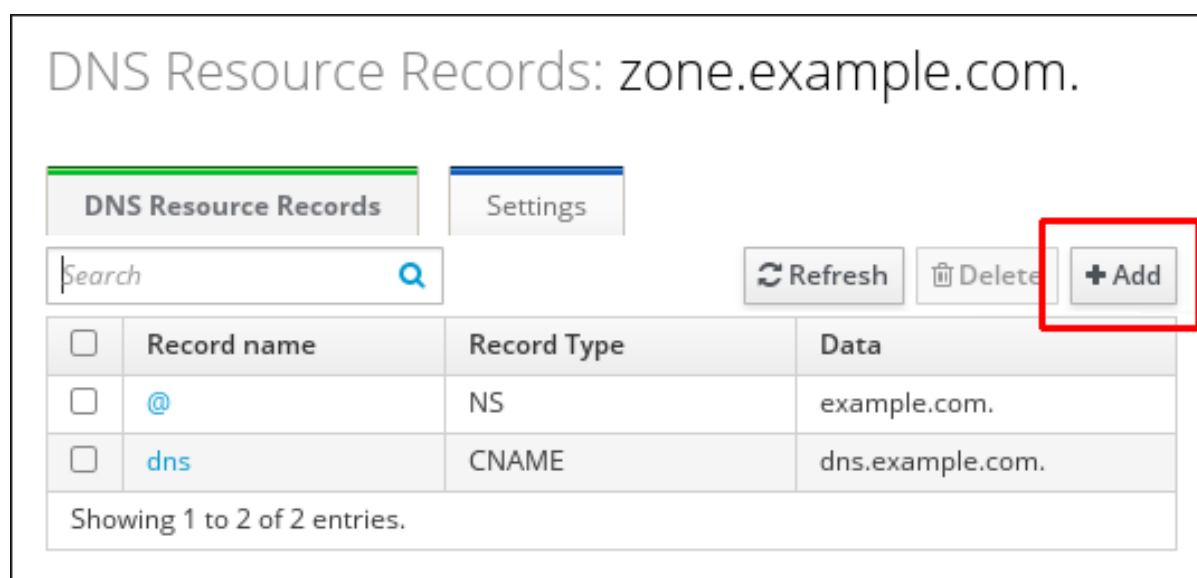 DNS Resource Records: zone.example.com.
DNS Resource Records Settings
Search Refresh Delete Add
Record name Record Type Data
@ NS example.com.
dns CNAME dns.example.com.
Showing 1 to 2 of 2 entries.